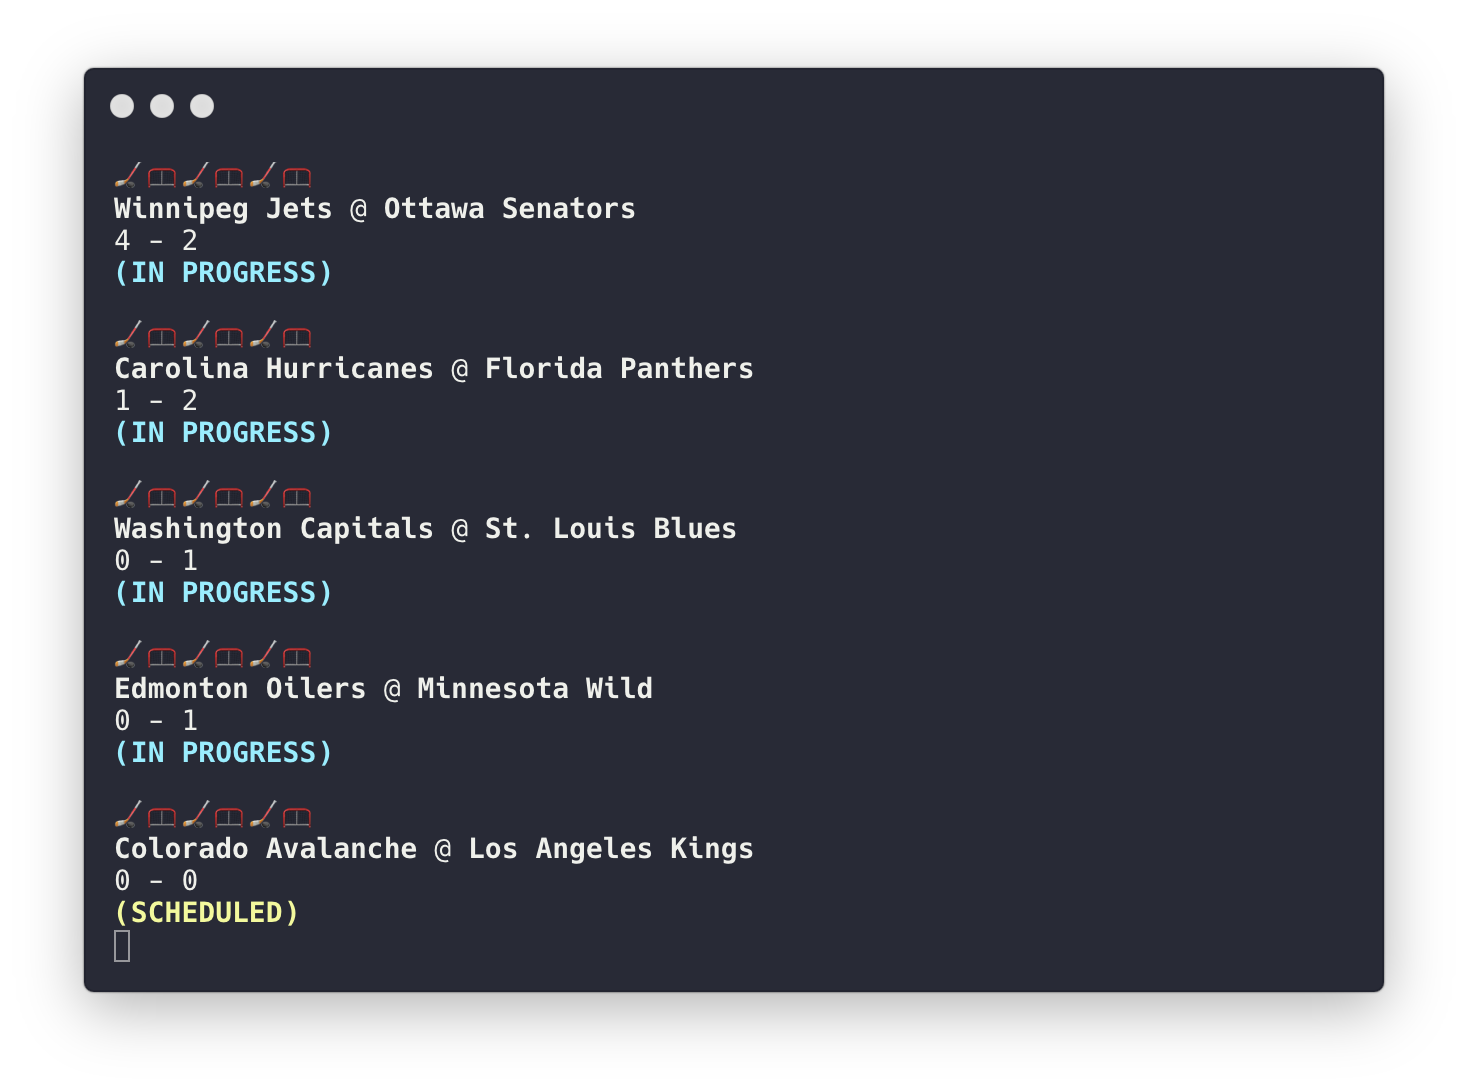 Winnipeg Jets @ Ottawa Senators
4 - 2
(IN PROGRESS)
Carolina Hurricanes @ Florida Panthers
1 - 2
(IN PROGRESS)
Washington Capitals @ St. Louis Blues
0 - 1
(IN PROGRESS)
Edmonton Oilers @ Minnesota Wild
0 - 1
(IN PROGRESS)
Colorado Avalanche @ Los Angeles Kings
0 - 0
(SCHEDULED)